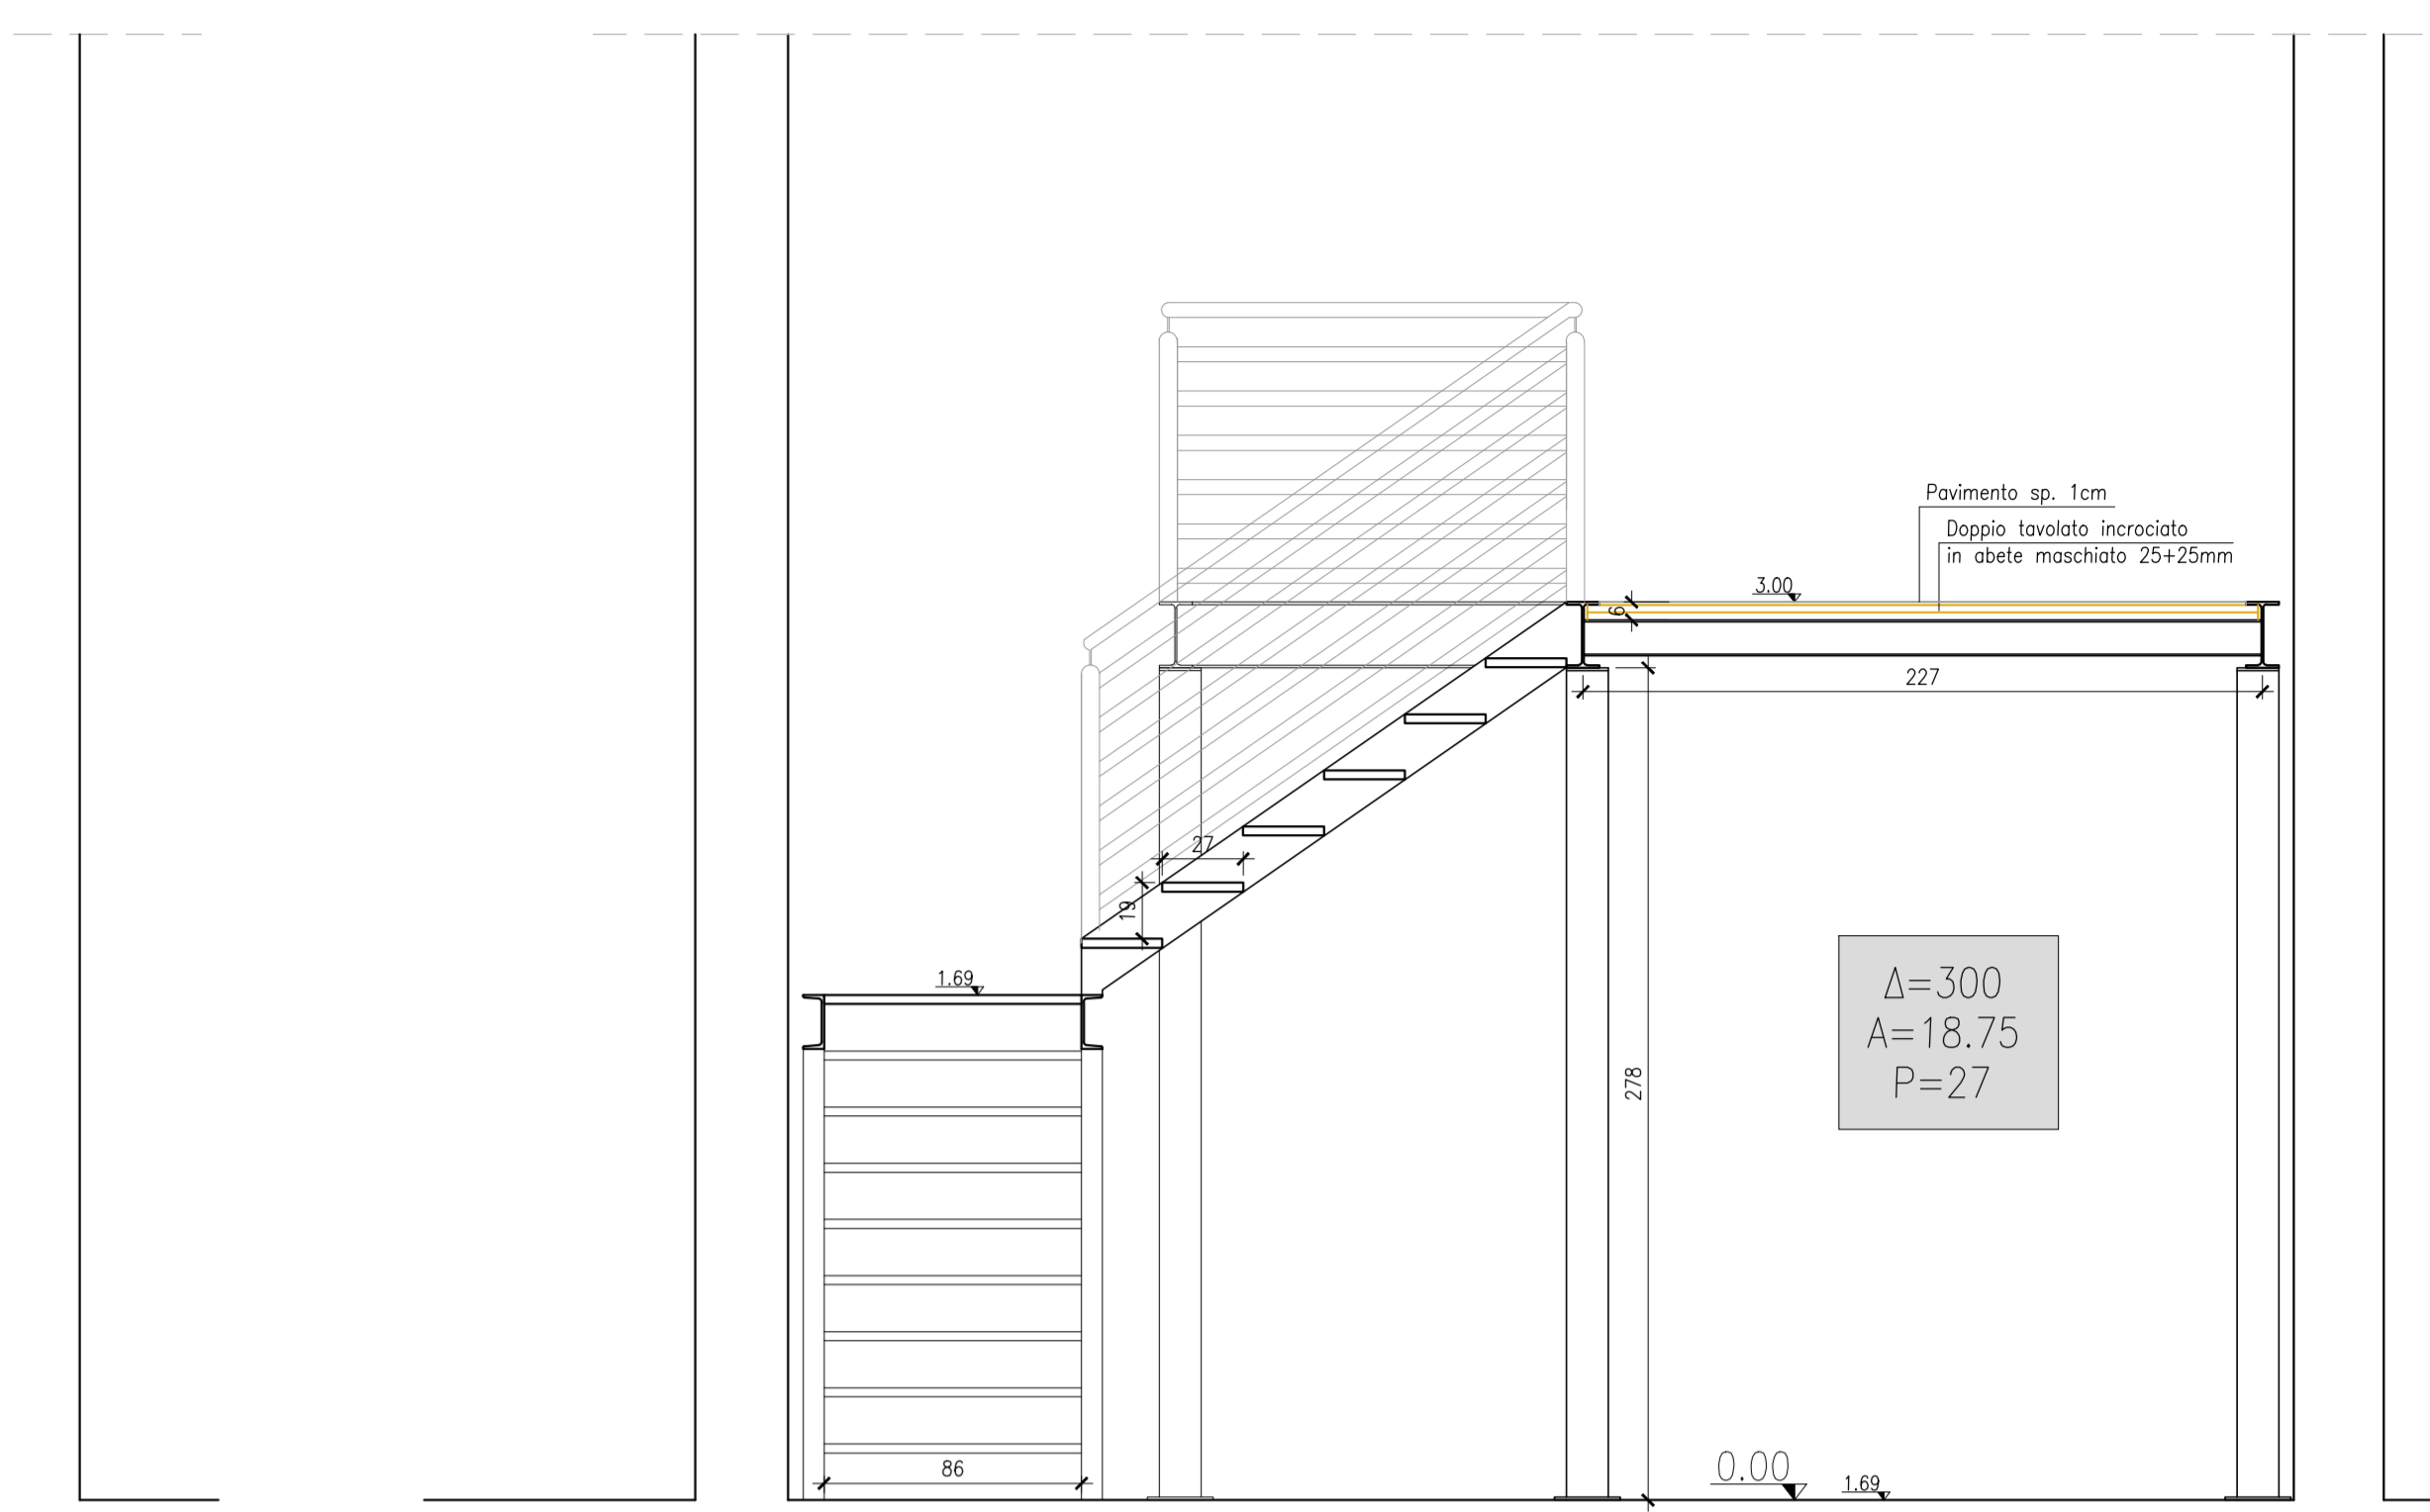 Pavimento sp. 1cm
Doppio tavolato incrociato
in abete maschiato 25+25mm
3.00
6
227
27
19
1.69
Δ=300
A=18.75
P=27
278
86
0.00
1.69